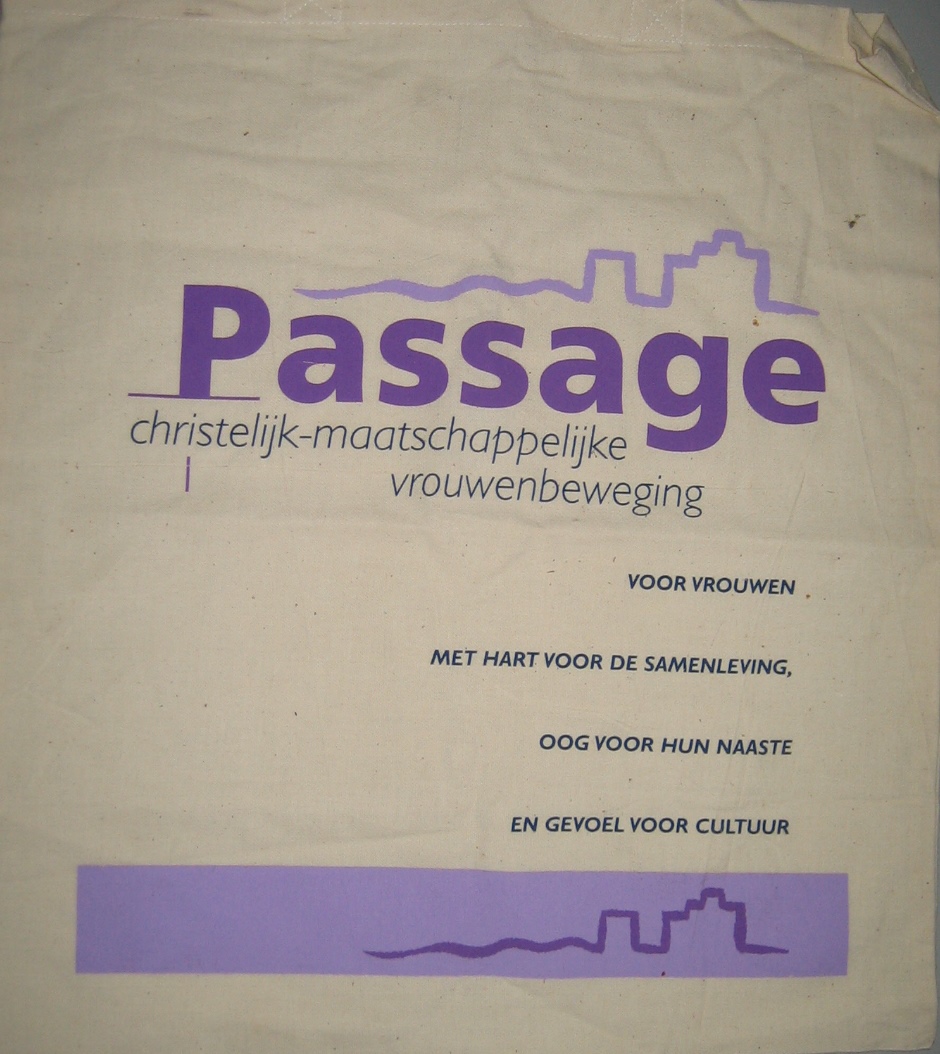 Passage
christelijk-maatschappelijke
vrouwenbeweging
VOOR VROUWEN
MET HART VOOR DE SAMENLEVING,
OOG VOOR HUN NAASTE
EN GEVOEL VOOR CULTUUR